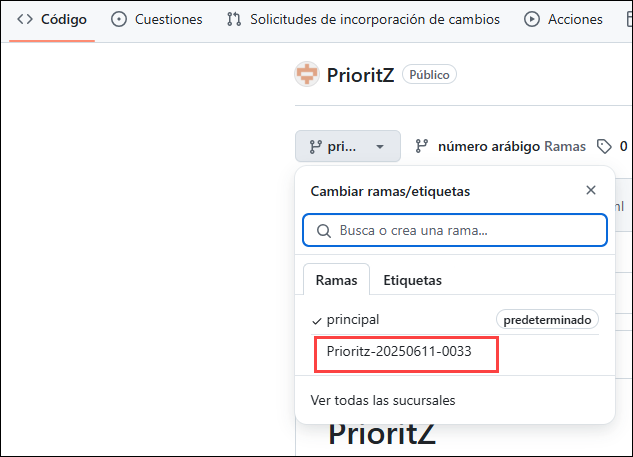 Código
Cuestiones
Solicitudes de incorporación de cambios
Acciones
PrioritZ
Público
pri...
número arábigo Ramas
0
Cambiar ramas/etiquetas
ml
Busca o crea una rama...
Ramas
Etiquetas
principal
predeterminado
Prioritz-20250611-0033
Ver todas las sucursales
PrioritZ